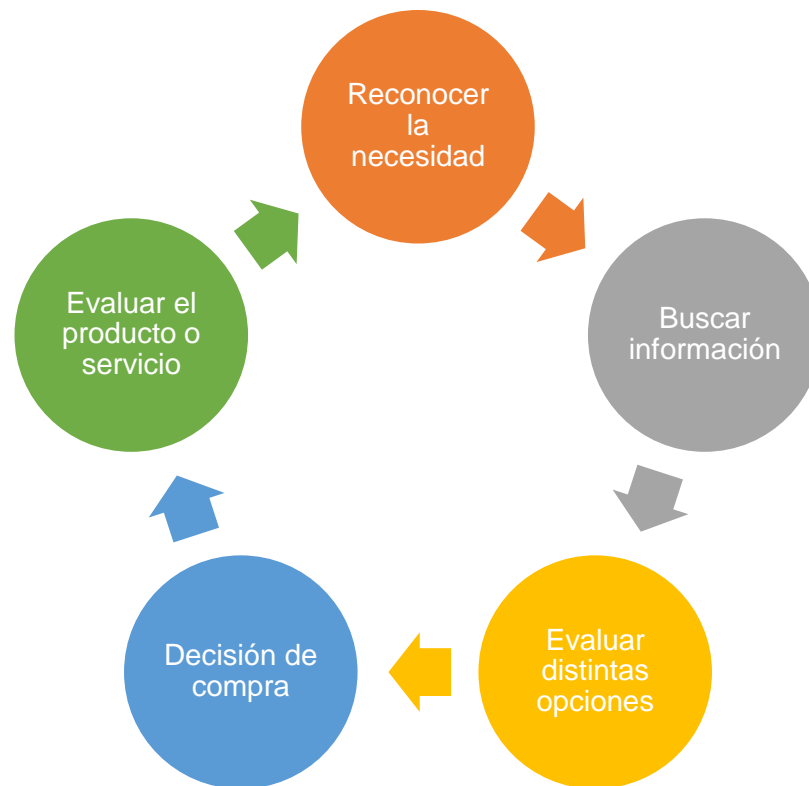 Reconocer
la
necesidad
Buscar
información
Evaluar
distintas
opciones
Decisión de
compra
Evaluar el
producto o
servicio